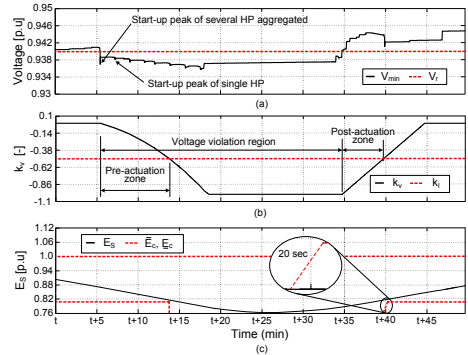 0.95
0.946
0.942
0.938
0.934
0.93
Voltage [p.u]
Start-up peak of several HP aggregated
Start-up peak of single HP
V_min V_r
(a)
0.1
-0.14
-0.38
-0.62
-0.86
-1.1
k_v [-]
Voltage violation region
Pre-actuation
zone
Post-actuation
zone
k_v k_l
(b)
1.12
1.06
1.0
0.94
0.88
0.82
0.76
E_S [p.u]
E_S Ē_c, E̲_c
20 sec
t t+5 t+10 t+15 t+20 t+25 t+30 t+35 t+40 t+45
Time (min)
(c)